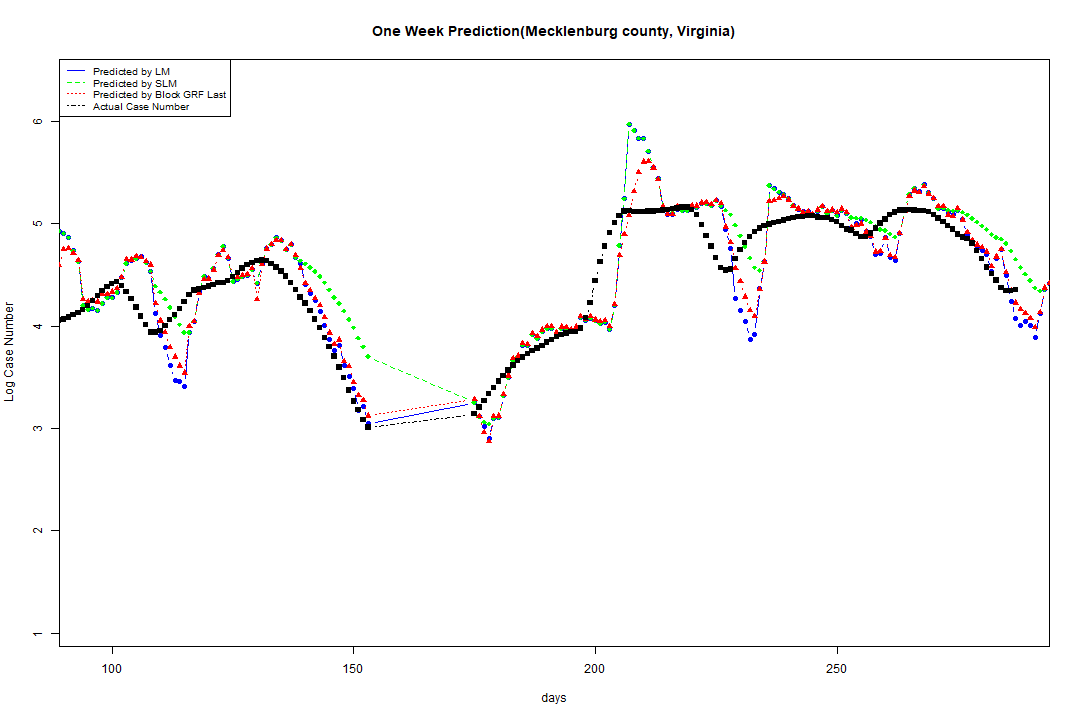 One Week Prediction(Mecklenburg county, Virginia)
Predicted by LM
Predicted by SLM
Predicted by Block GRF Last
Actual Case Number
6
5
4
3
2
1
Log Case Number
100 150 200 250
days